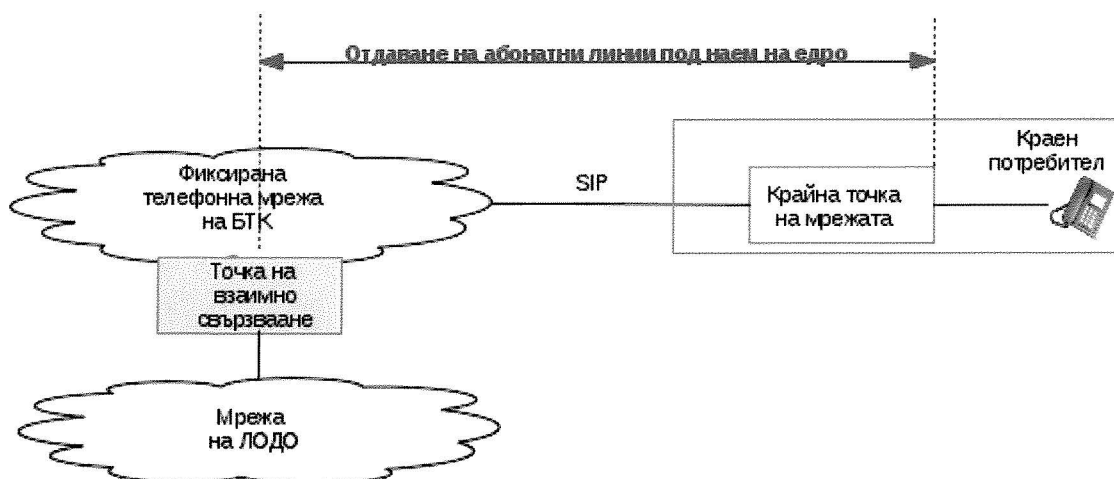 Отдаване на абонатни линии под наем на едро
Краен
потребител
Фиксирана
телефонна мрежа
на БТК
SIP
Крайна точка
на мрежата
Точка на
взаимно
свързваане
Мрежа
на ЛОДО